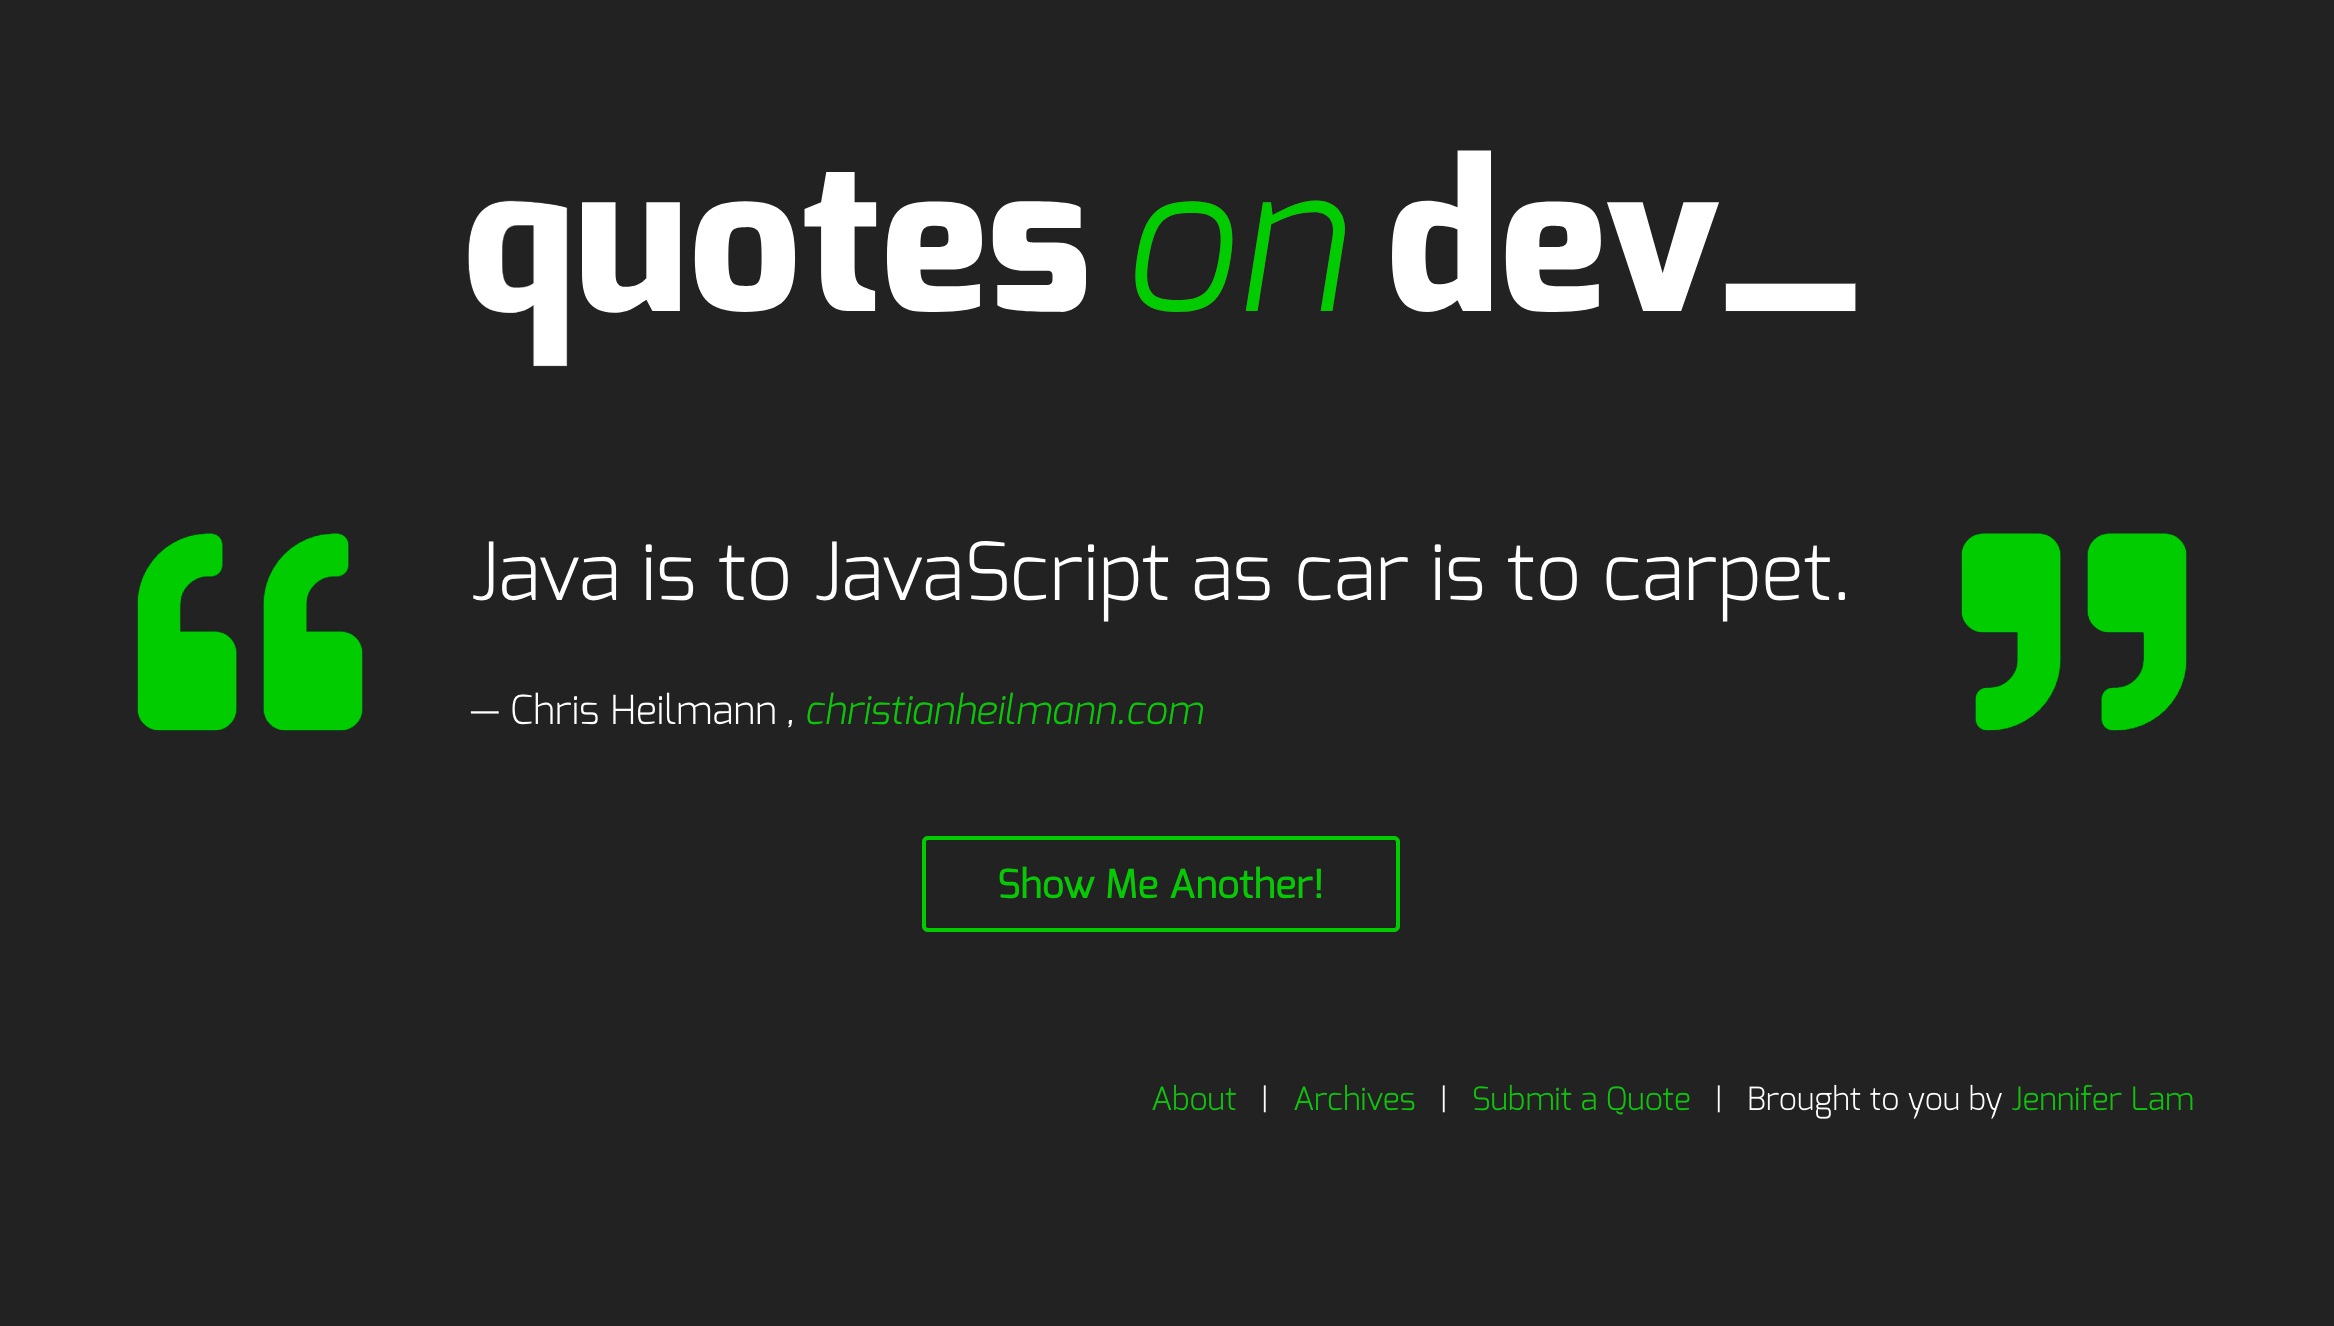 quotes on dev_
Java is to JavaScript as car is to carpet.
— Chris Heilmann , christianheilmann.com
Show Me Another!
About | Archives | Submit a Quote | Brought to you by Jennifer Lam